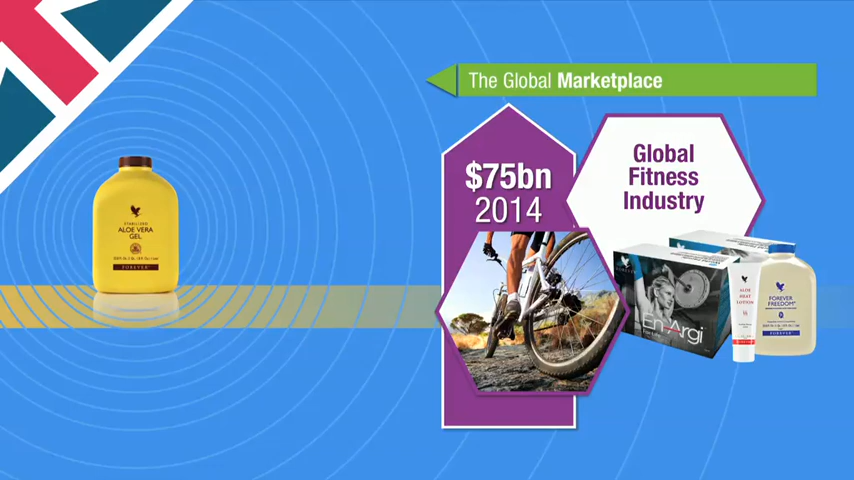 The Global Marketplace
$75bn
2014
Global
Fitness
Industry
STABILIZED
ALOE VERA
GEL
FOREVER
En Argi
ALOE
HEAT
LOTION
FOREVER
FREEDOM
FOREVER